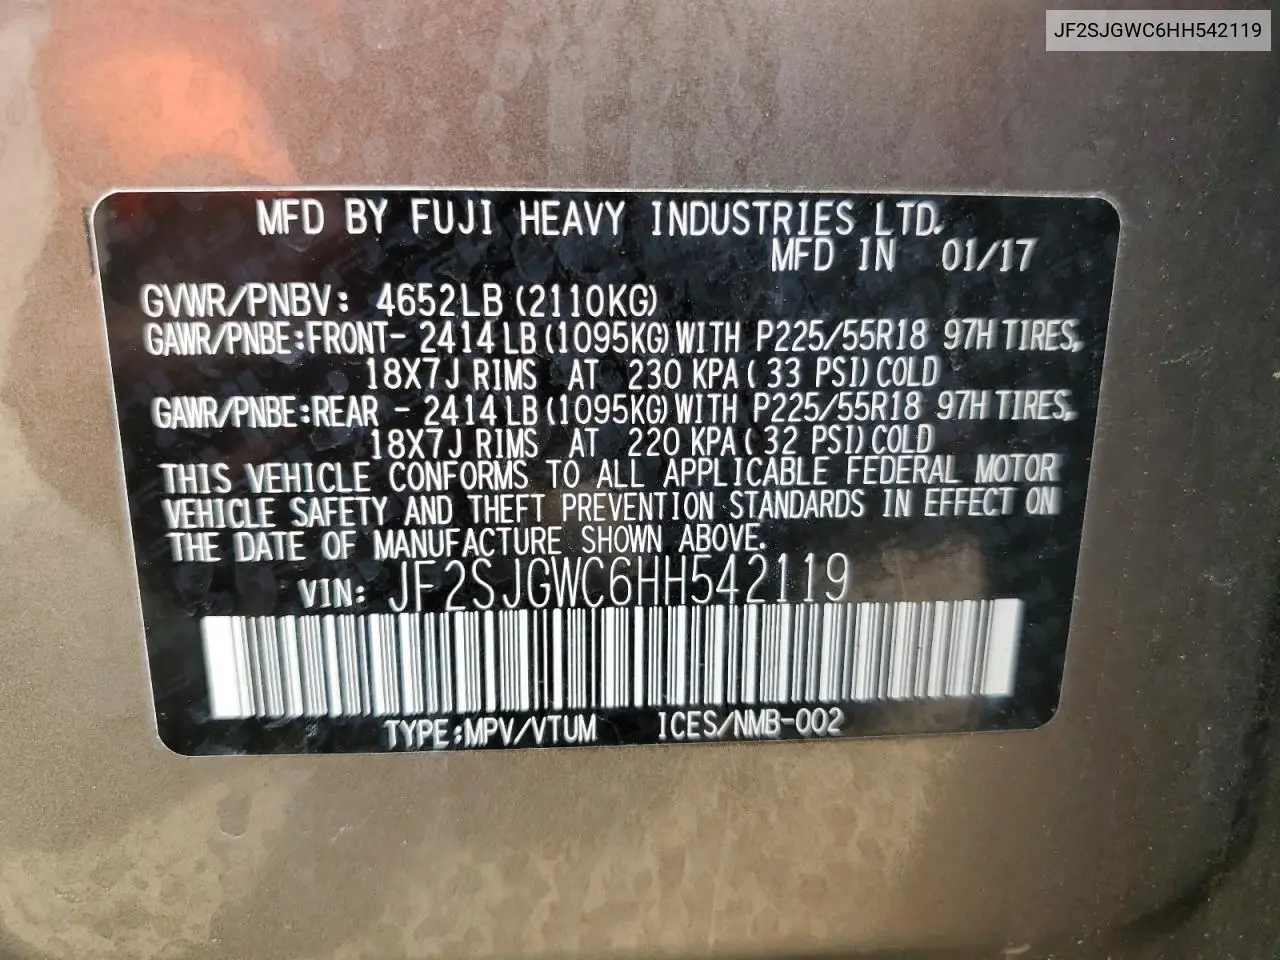 JF2SJGWC6HH542119
MFD BY FUJI HEAVY INDUSTRIES LTD.
MFD IN 01/17
GVWR/PNBV: 4652LB (2110KG)
GAWR/PNBE:FRONT- 2414 LB (1095KG) WITH P225/55R18 97H TIRES,
18X7J RIMS AT 230 KPA ( 33 PSI) COLD
GAWR/PNBE:REAR - 2414 LB (1095KG) WITH P225/55R18 97H TIRES,
18X7J RIMS AT 220 KPA ( 32 PSI) COLD
THIS VEHICLE CONFORMS TO ALL APPLICABLE FEDERAL MOTOR
VEHICLE SAFETY AND THEFT PREVENTION STANDARDS IN EFFECT ON
THE DATE OF MANUFACTURE SHOWN ABOVE.
VIN: JF2SJGWC6HH542119
TYPE:MPV/VTUM ICES/NMB-002